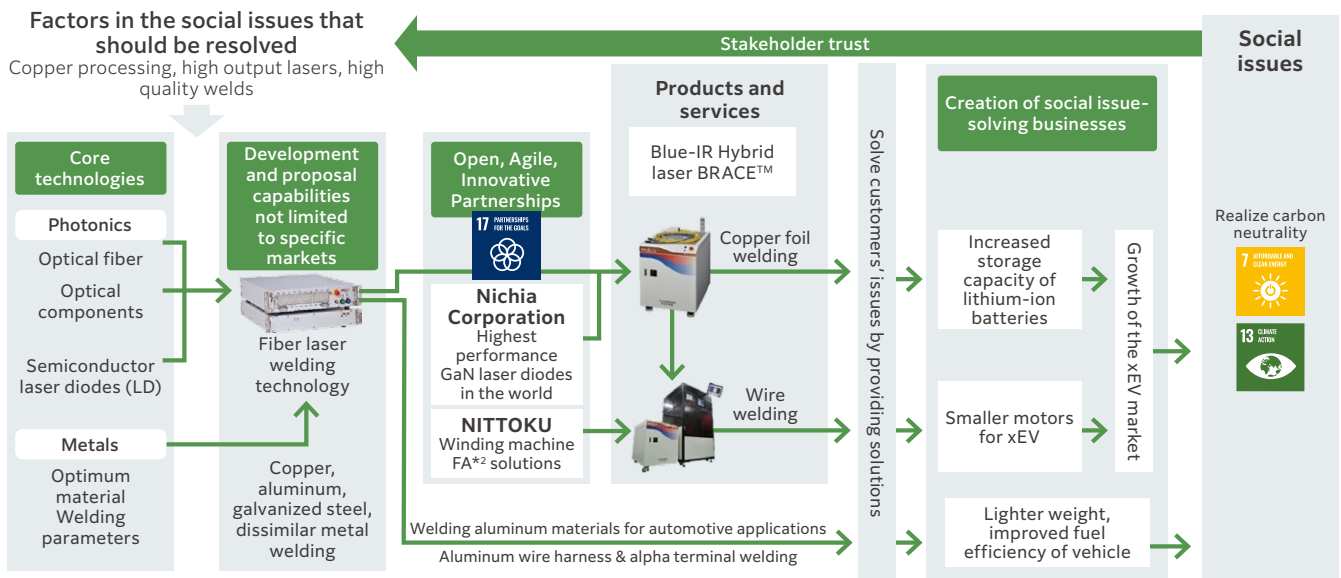 Factors in the social issues that
should be resolved
Copper processing, high output lasers, high
quality welds
Stakeholder trust
Social
issues
Core
technologies
Photonics
Optical fiber
Optical
components
Semiconductor
laser diodes (LD)
Metals
Optimum
material
Welding
parameters
Development
and proposal
capabilities
not limited
to specific
markets
Fiber laser
welding
technology
Copper,
aluminum,
galvanized steel,
dissimilar metal
welding
Open, Agile,
Innovative
Partnerships
17 PARTNERSHIPS
FOR THE GOALS
Nichia
Corporation
Highest
performance
GaN laser diodes
in the world
NITTOKU
Winding machine
FA*2 solutions
Products and
services
Blue-IR Hybrid
laser BRACE™
Copper foil
welding
Wire
welding
Welding aluminum materials for automotive applications
Aluminum wire harness & alpha terminal welding
Solve customers' issues by providing solutions
Creation of social issue-
solving businesses
Increased
storage
capacity of
lithium-ion
batteries
Smaller motors
for xEV
Growth of the xEV market
Lighter weight,
improved fuel
efficiency of vehicle
Realize carbon
neutrality
7 AFFORDABLE AND
CLEAN ENERGY
13 CLIMATE
ACTION